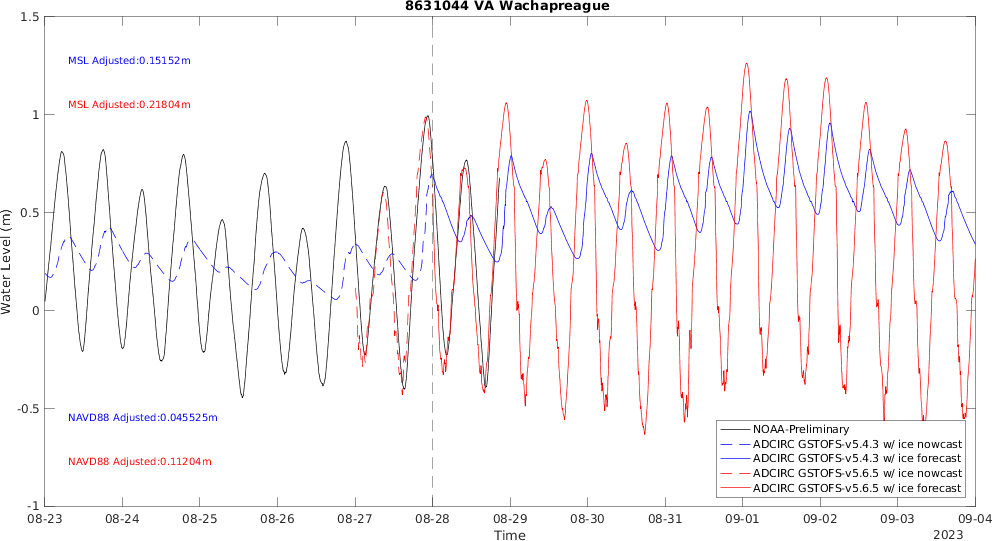 8631044 VA Wachapreague
1.5
1
0.5
0
-0.5
-1
Water Level (m)
MSL Adjusted:0.15152m
MSL Adjusted:0.21804m
NAVD88 Adjusted:0.045525m
NAVD88 Adjusted:0.11204m
NOAA-Preliminary
ADCIRC GSTOFS-v5.4.3 w/ ice nowcast
ADCIRC GSTOFS-v5.4.3 w/ ice forecast
ADCIRC GSTOFS-v5.6.5 w/ ice nowcast
ADCIRC GSTOFS-v5.6.5 w/ ice forecast
08-23 08-24 08-25 08-26 08-27 08-28 08-29 08-30 08-31 09-01 09-02 09-03 09-04
Time
2023